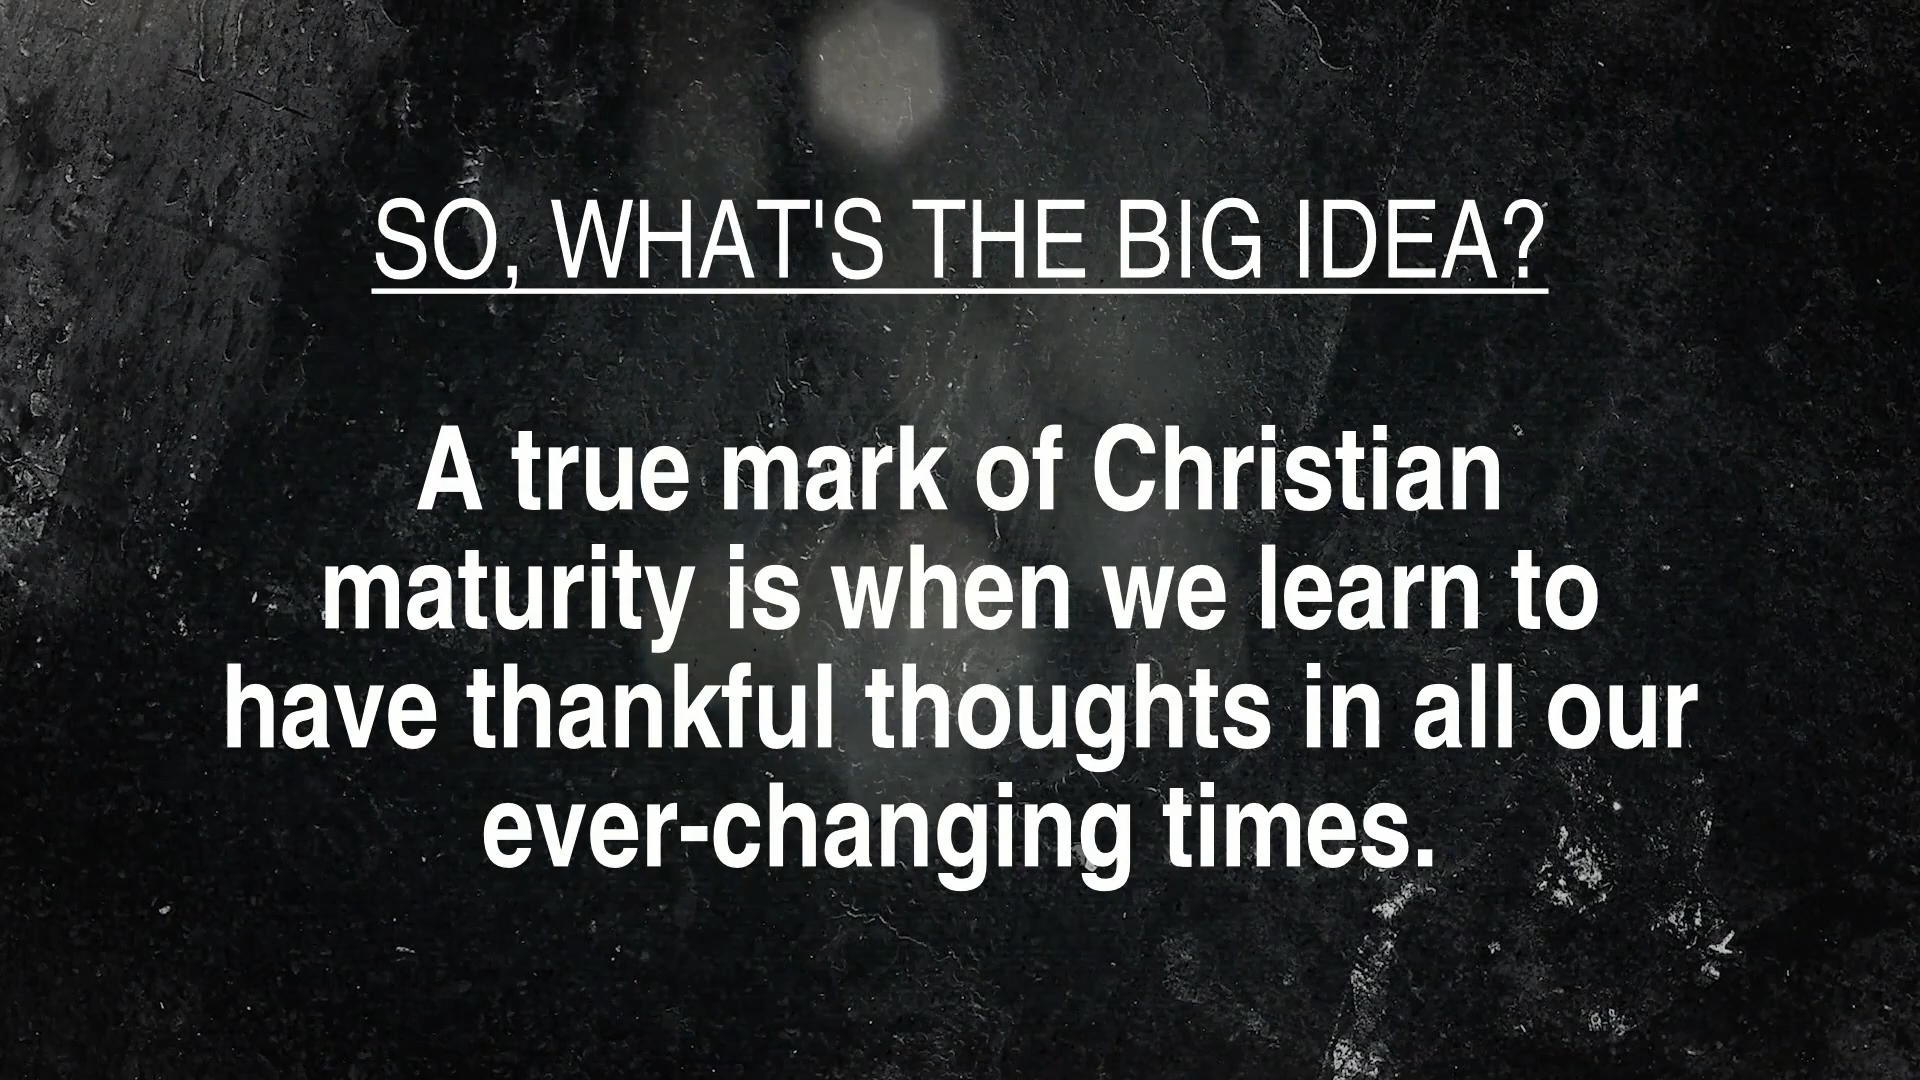 SO, WHAT'S THE BIG IDEA?
A true mark of Christian
maturity is when we learn to
have thankful thoughts in all our
ever-changing times.